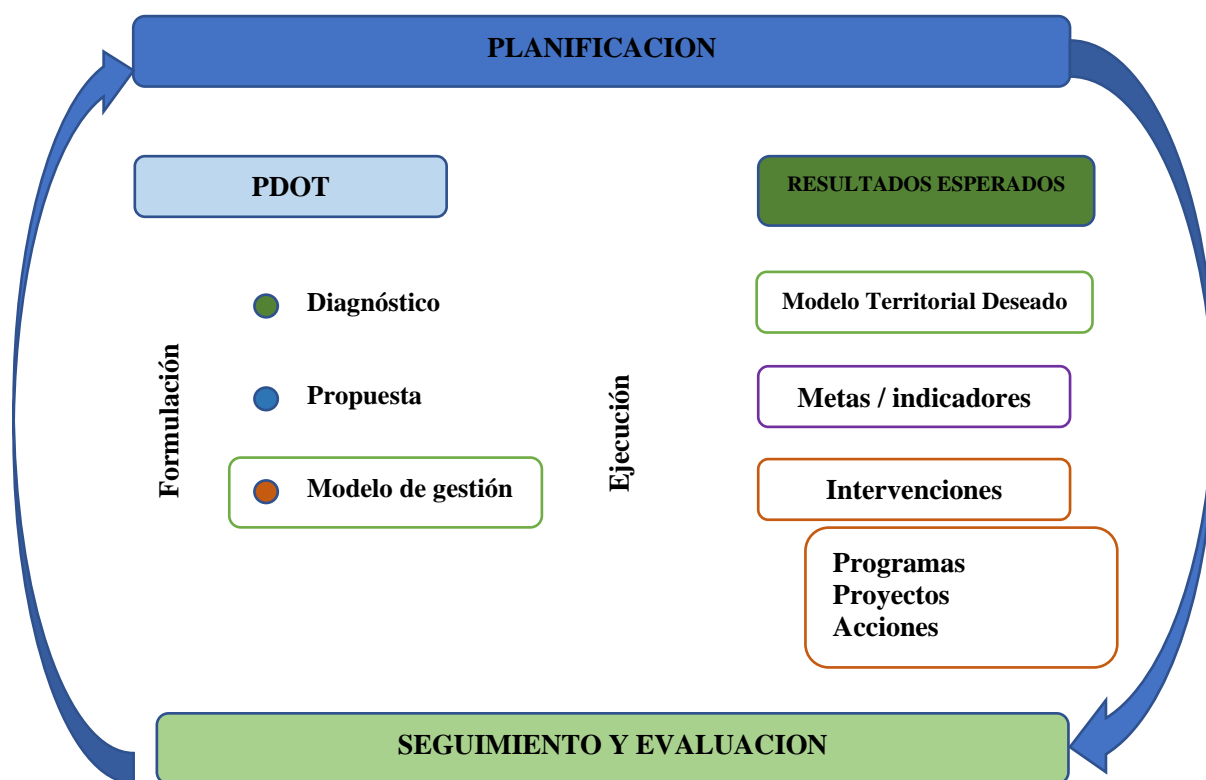 PLANIFICACION
PDOT
RESULTADOS ESPERADOS
Formulación
Diagnóstico
Propuesta
Modelo de gestión
Ejecución
Modelo Territorial Deseado
Metas / indicadores
Intervenciones
Programas
Proyectos
Acciones
SEGUIMIENTO Y EVALUACION